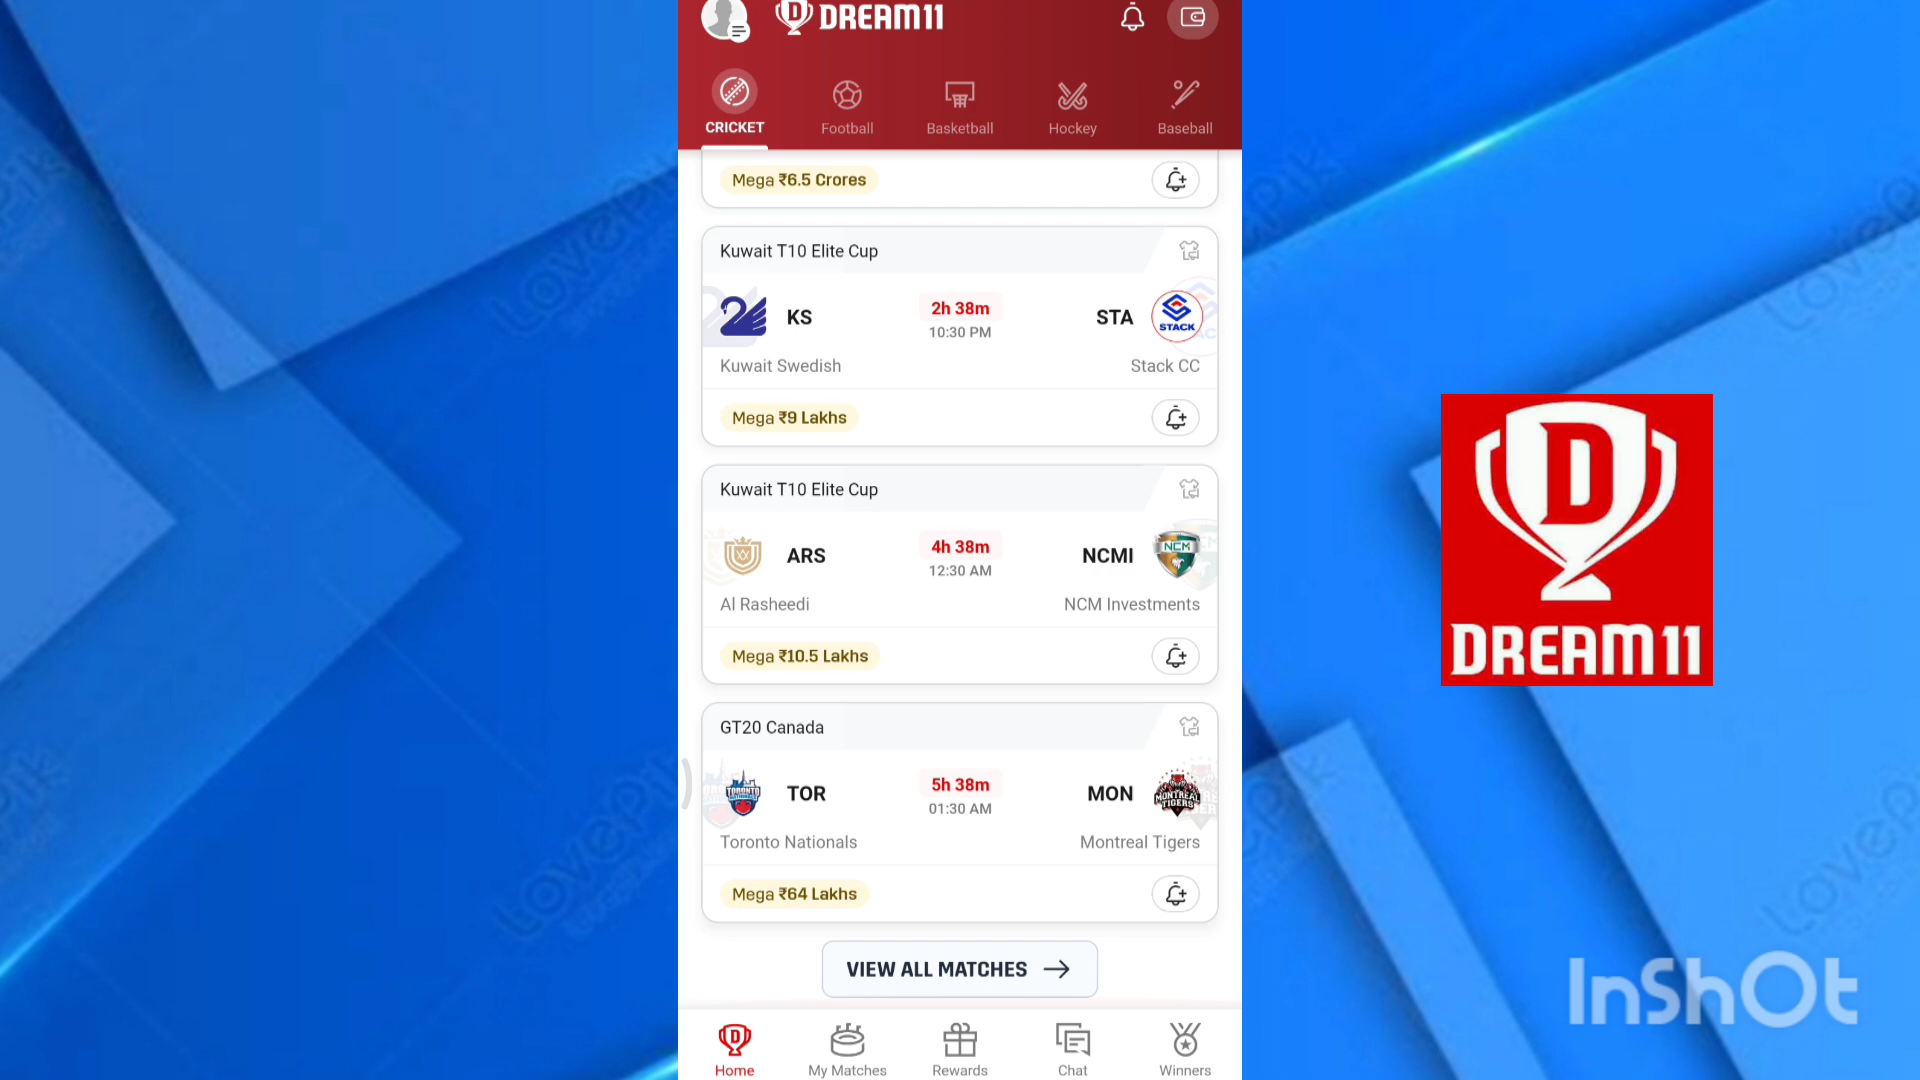 DREAM11
CRICKET
Football
Basketball
Hockey
Baseball
Mega ₹6.5 Crores
Kuwait T10 Elite Cup
KS
2h 38m
10:30 PM
STA
STACK
Kuwait Swedish
Stack CC
Mega ₹9 Lakhs
Kuwait T10 Elite Cup
ARS
4h 38m
12:30 AM
NCMI
NCM
Al Rasheedi
NCM Investments
Mega ₹10.5 Lakhs
GT20 Canada
TORONTO
TOR
5h 38m
01:30 AM
MON
MONTREAL
TIGERS
Toronto Nationals
Montreal Tigers
Mega ₹64 Lakhs
VIEW ALL MATCHES
Home
My Matches
Rewards
Chat
Winners
D
DREAM11
InShOt